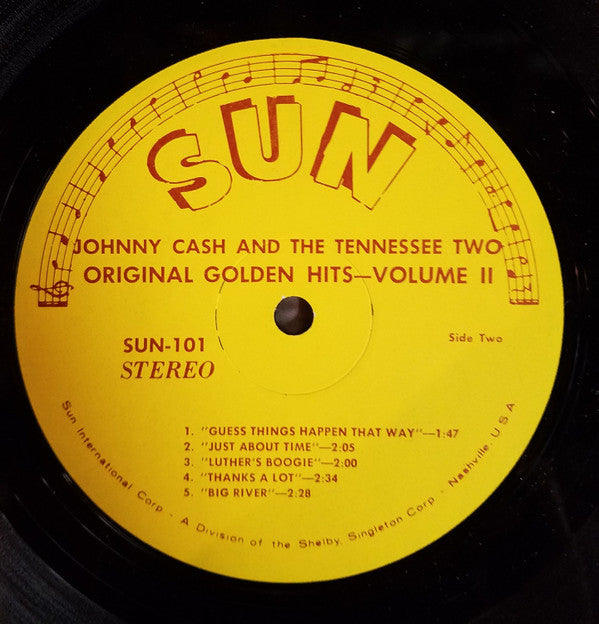 SUN
JOHNNY CASH AND THE TENNESSEE TWO
ORIGINAL GOLDEN HITS—VOLUME II
SUN-101
STEREO
Side Two
1. "GUESS THINGS HAPPEN THAT WAY"—1:47
2. "JUST ABOUT TIME"—2:05
3. "LUTHER'S BOOGIE"—2:00
4. "THANKS A LOT"—2:34
5. "BIG RIVER"—2:28
Sun International Corp - A Division of the Shelby, Singleton Corp - Nashville, U.S.A